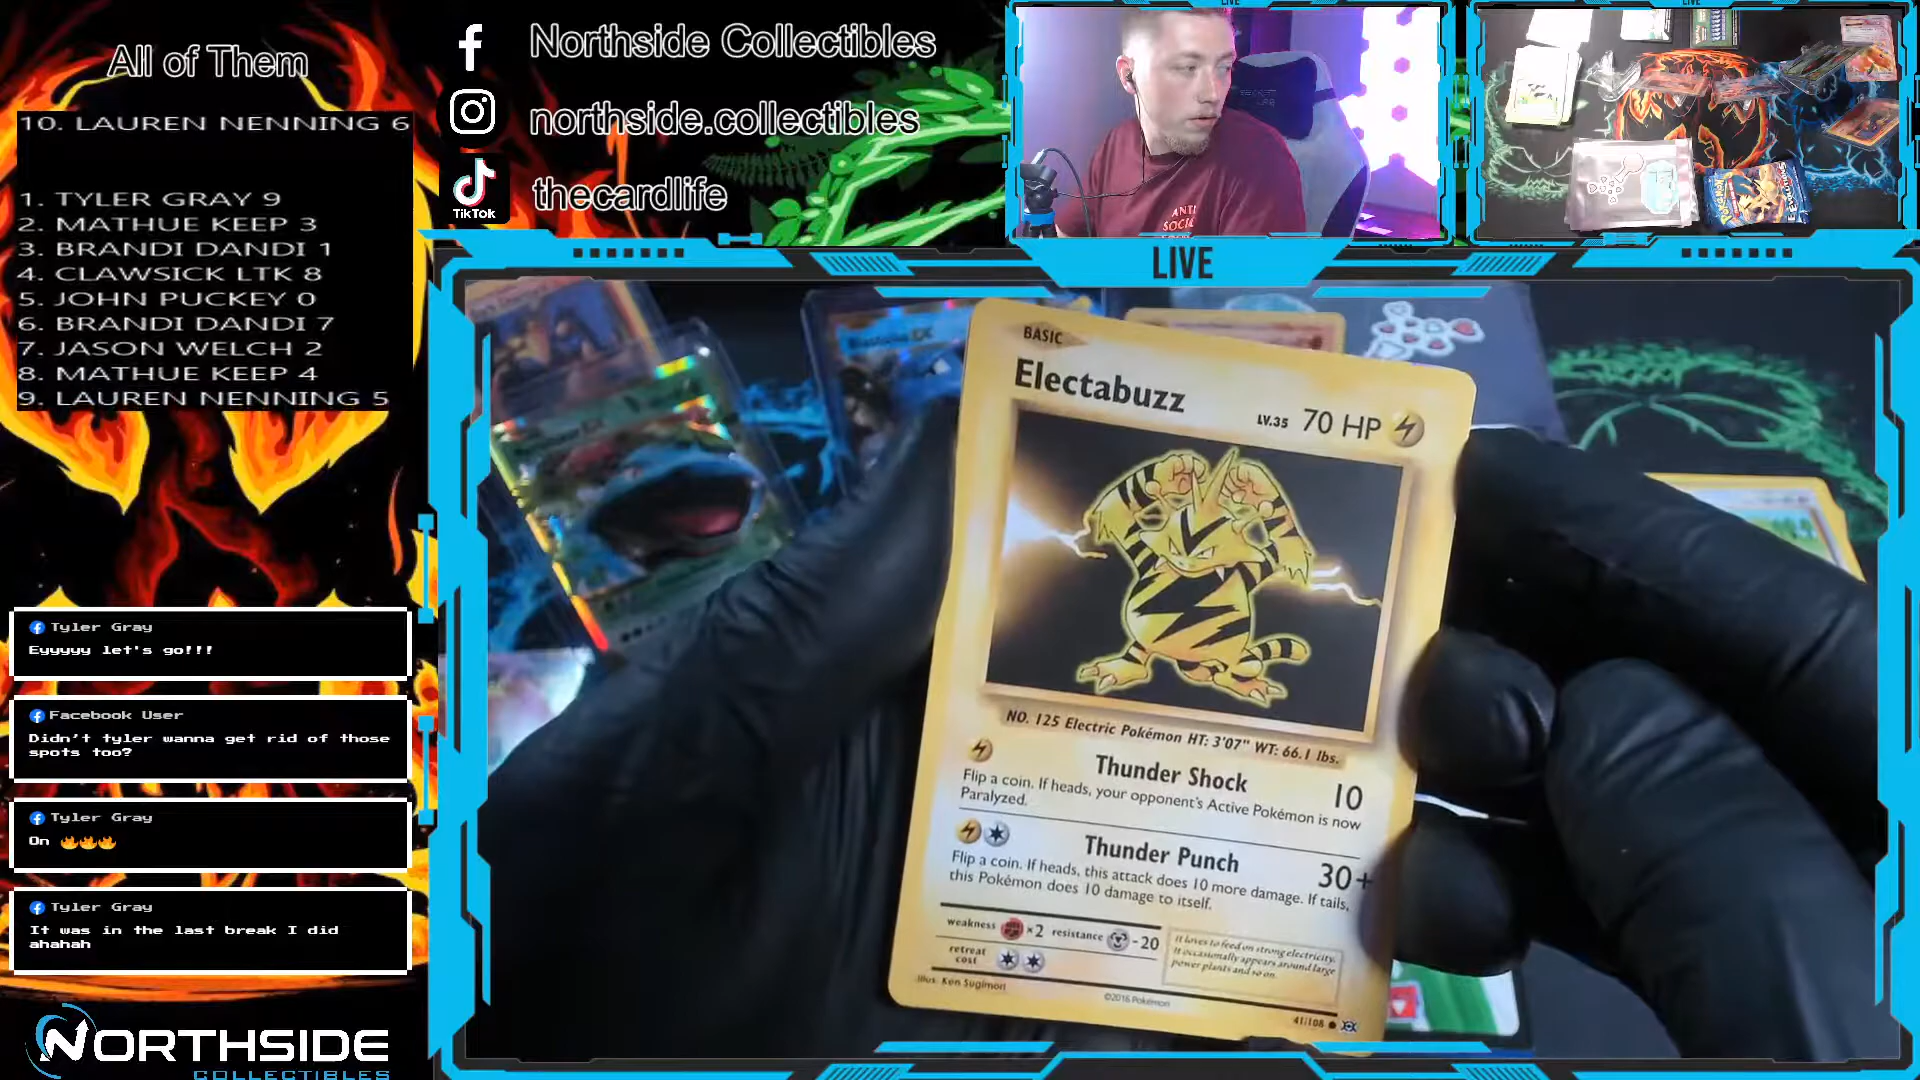 All of Them
10. LAUREN NENNING 6
1. TYLER GRAY 9
2. MATHUE KEEP 3
3. BRANDI DANDI 1
4. CLAWSICK LTK 8
5. JOHN PUCKEY 0
6. BRANDI DANDI 7
7. JASON WELCH 2
8. MATHUE KEEP 4
9. LAUREN NENNING 5
Northside Collectibles
northside.collectibles
TikTok
thecardlife
LIVE
LIVE
LIVE
ANTI
SOCIAL
Tyler Gray
Eyyyyy let's go!!!
Facebook User
Didn't tyler wanna get rid of those
spots too?
Tyler Gray
On 🔥🔥🔥
Tyler Gray
It was in the last break I did
ahahah
NORTHSIDE
COLLECTIBLES
BASIC
Electabuzz
LV.35 70 HP
NO. 125 Electric Pokémon HT: 3'07" WT: 66.1 lbs.
Thunder Shock 10
Flip a coin. If heads, your opponent's Active Pokémon is now
Paralyzed.
Thunder Punch 30+
Flip a coin. If heads, this attack does 10 more damage. If tails,
this Pokémon does 10 damage to itself.
weakness ×2 resistance -20
retreat
cost
It loves to feed on strong electricity.
It occasionally appears around large
power plants and so on.
Illus. Ken Sugimori
©2016 Pokémon
41/108